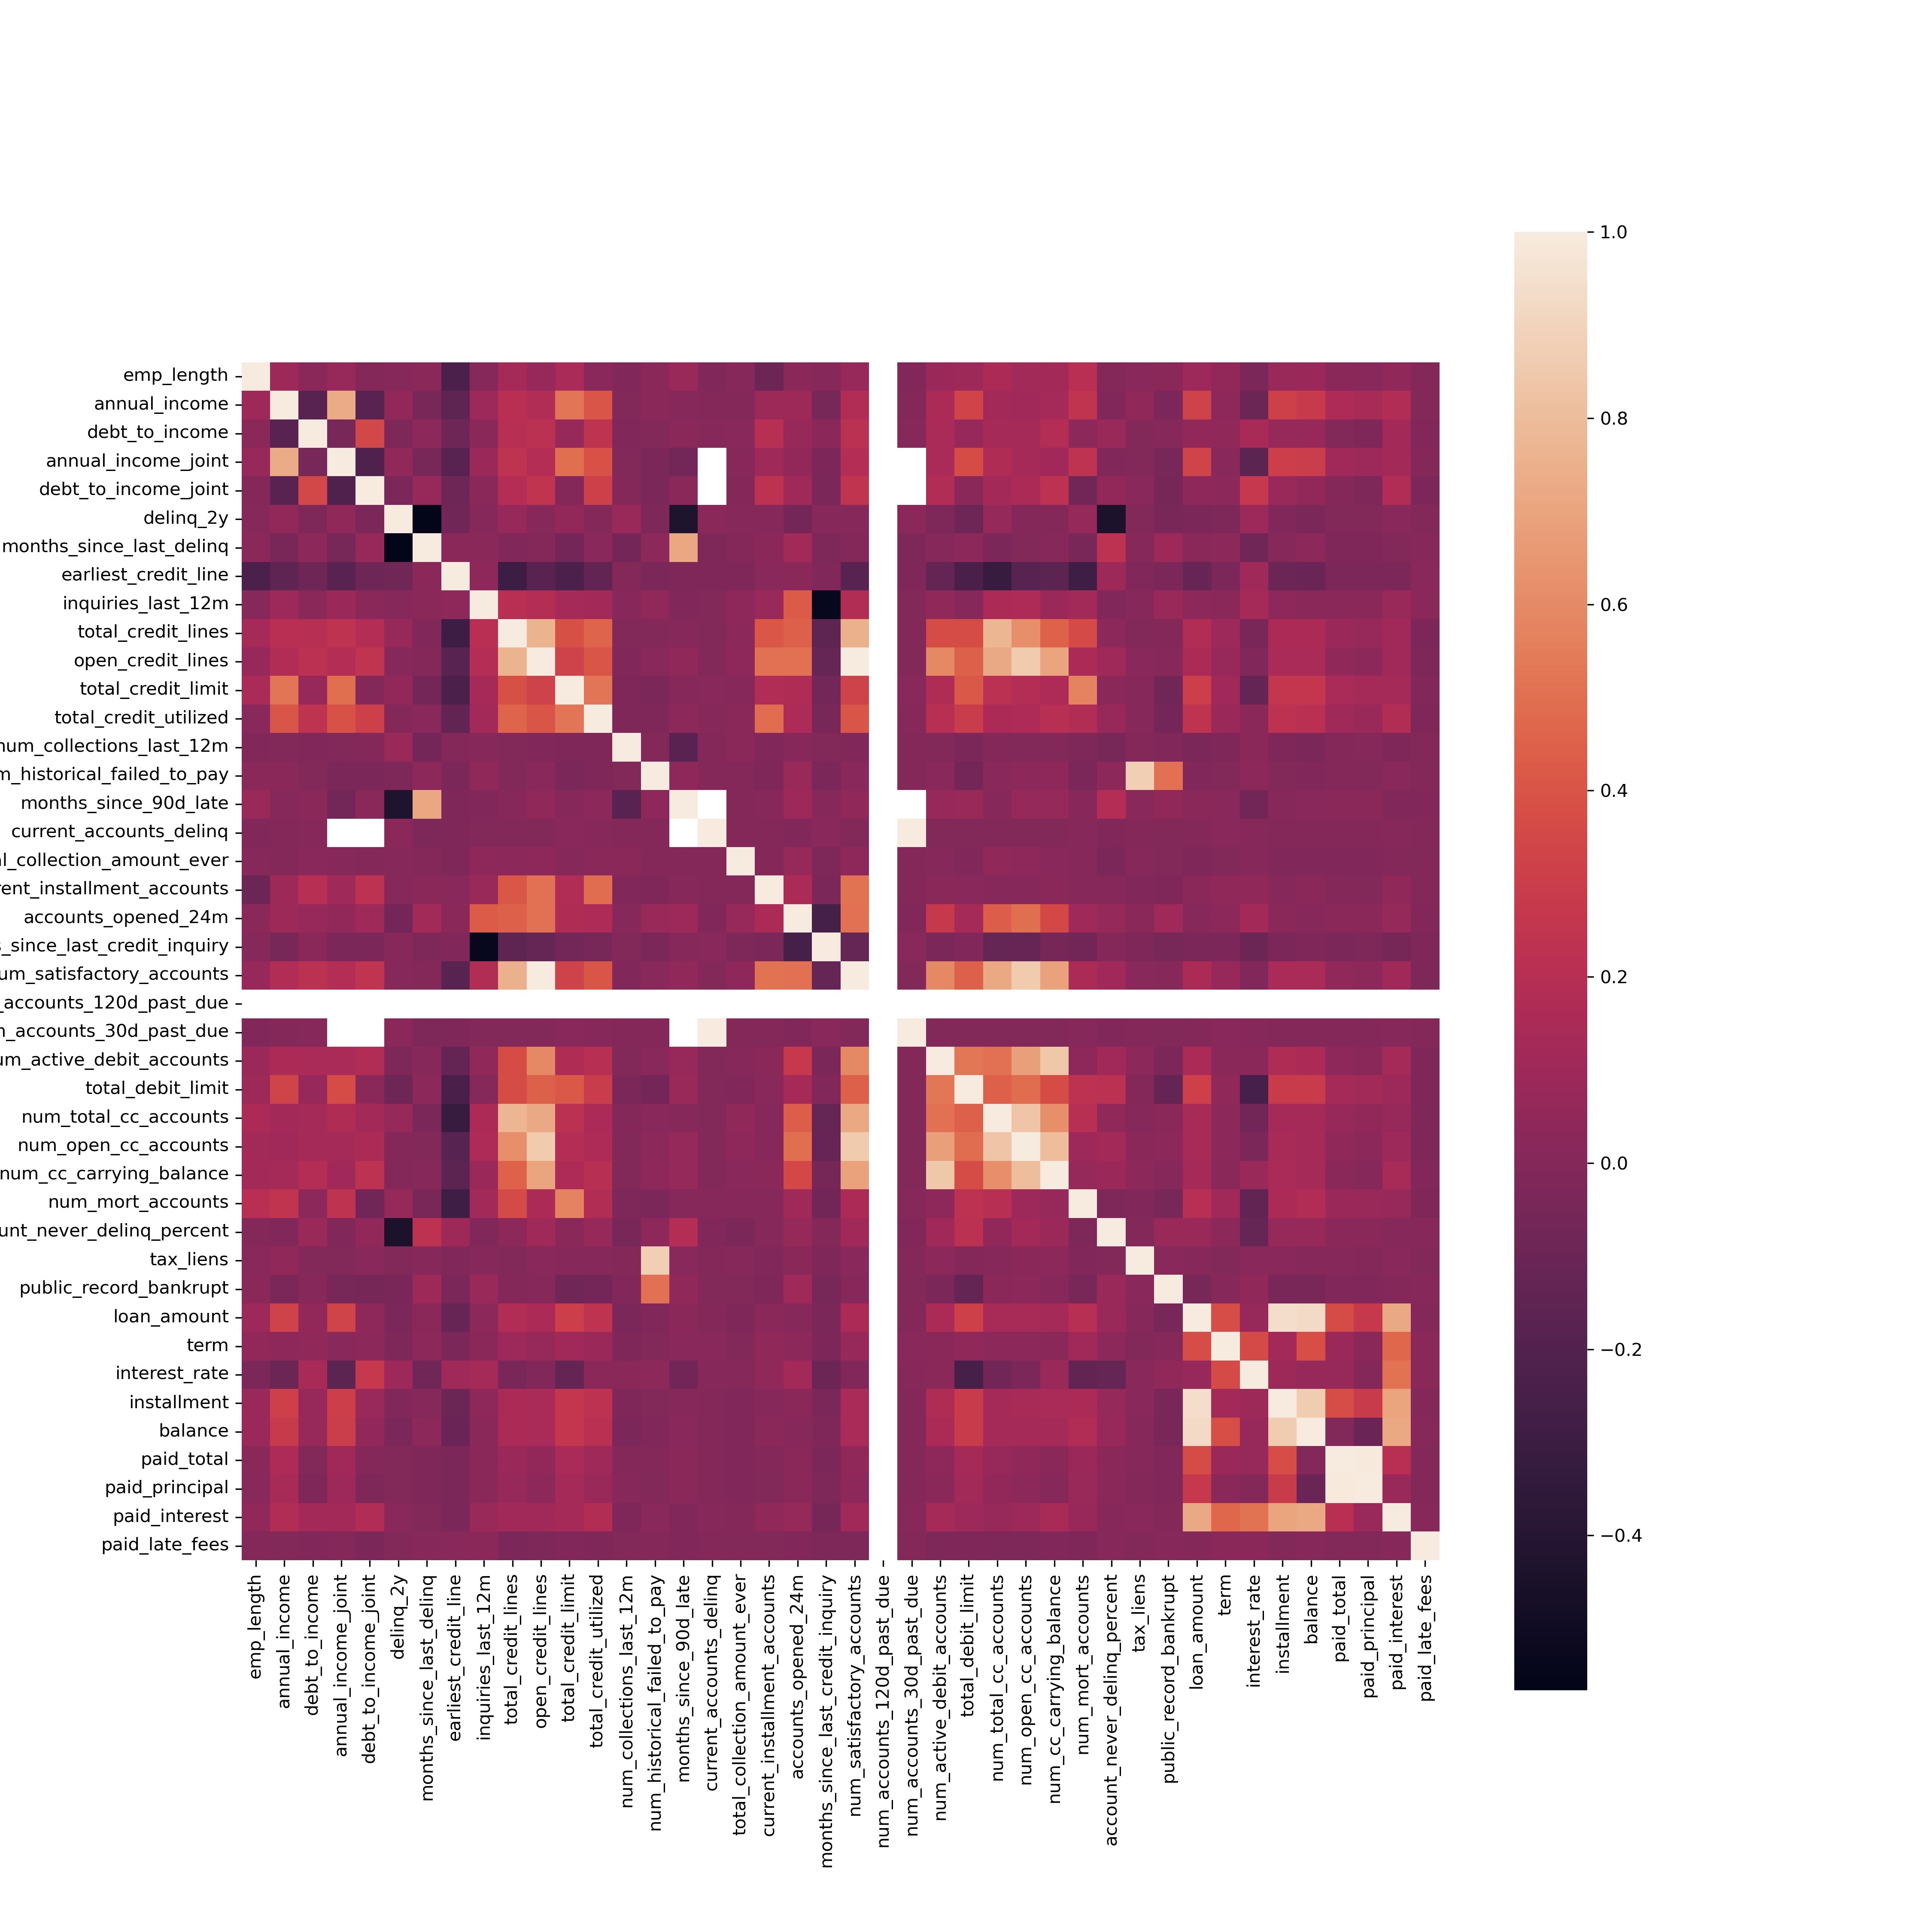 emp_length
annual_income
debt_to_income
annual_income_joint
debt_to_income_joint
delinq_2y
months_since_last_delinq
earliest_credit_line
inquiries_last_12m
total_credit_lines
open_credit_lines
total_credit_limit
total_credit_utilized
num_collections_last_12m
m_historical_failed_to_pay
months_since_90d_late
current_accounts_delinq
l_collection_amount_ever
rent_installment_accounts
accounts_opened_24m
s_since_last_credit_inquiry
um_satisfactory_accounts
_accounts_120d_past_due
m_accounts_30d_past_due
um_active_debit_accounts
total_debit_limit
num_total_cc_accounts
num_open_cc_accounts
num_cc_carrying_balance
num_mort_accounts
unt_never_delinq_percent
tax_liens
public_record_bankrupt
loan_amount
term
interest_rate
installment
balance
paid_total
paid_principal
paid_interest
paid_late_fees
emp_length
annual_income
debt_to_income
annual_income_joint
debt_to_income_joint
delinq_2y
months_since_last_delinq
earliest_credit_line
inquiries_last_12m
total_credit_lines
open_credit_lines
total_credit_limit
total_credit_utilized
num_collections_last_12m
num_historical_failed_to_pay
months_since_90d_late
current_accounts_delinq
total_collection_amount_ever
current_installment_accounts
accounts_opened_24m
months_since_last_credit_inquiry
num_satisfactory_accounts
num_accounts_120d_past_due
num_accounts_30d_past_due
num_active_debit_accounts
total_debit_limit
num_total_cc_accounts
num_open_cc_accounts
num_cc_carrying_balance
num_mort_accounts
account_never_delinq_percent
tax_liens
public_record_bankrupt
loan_amount
term
interest_rate
installment
balance
paid_total
paid_principal
paid_interest
paid_late_fees
1.0
0.8
0.6
0.4
0.2
0.0
−0.2
−0.4